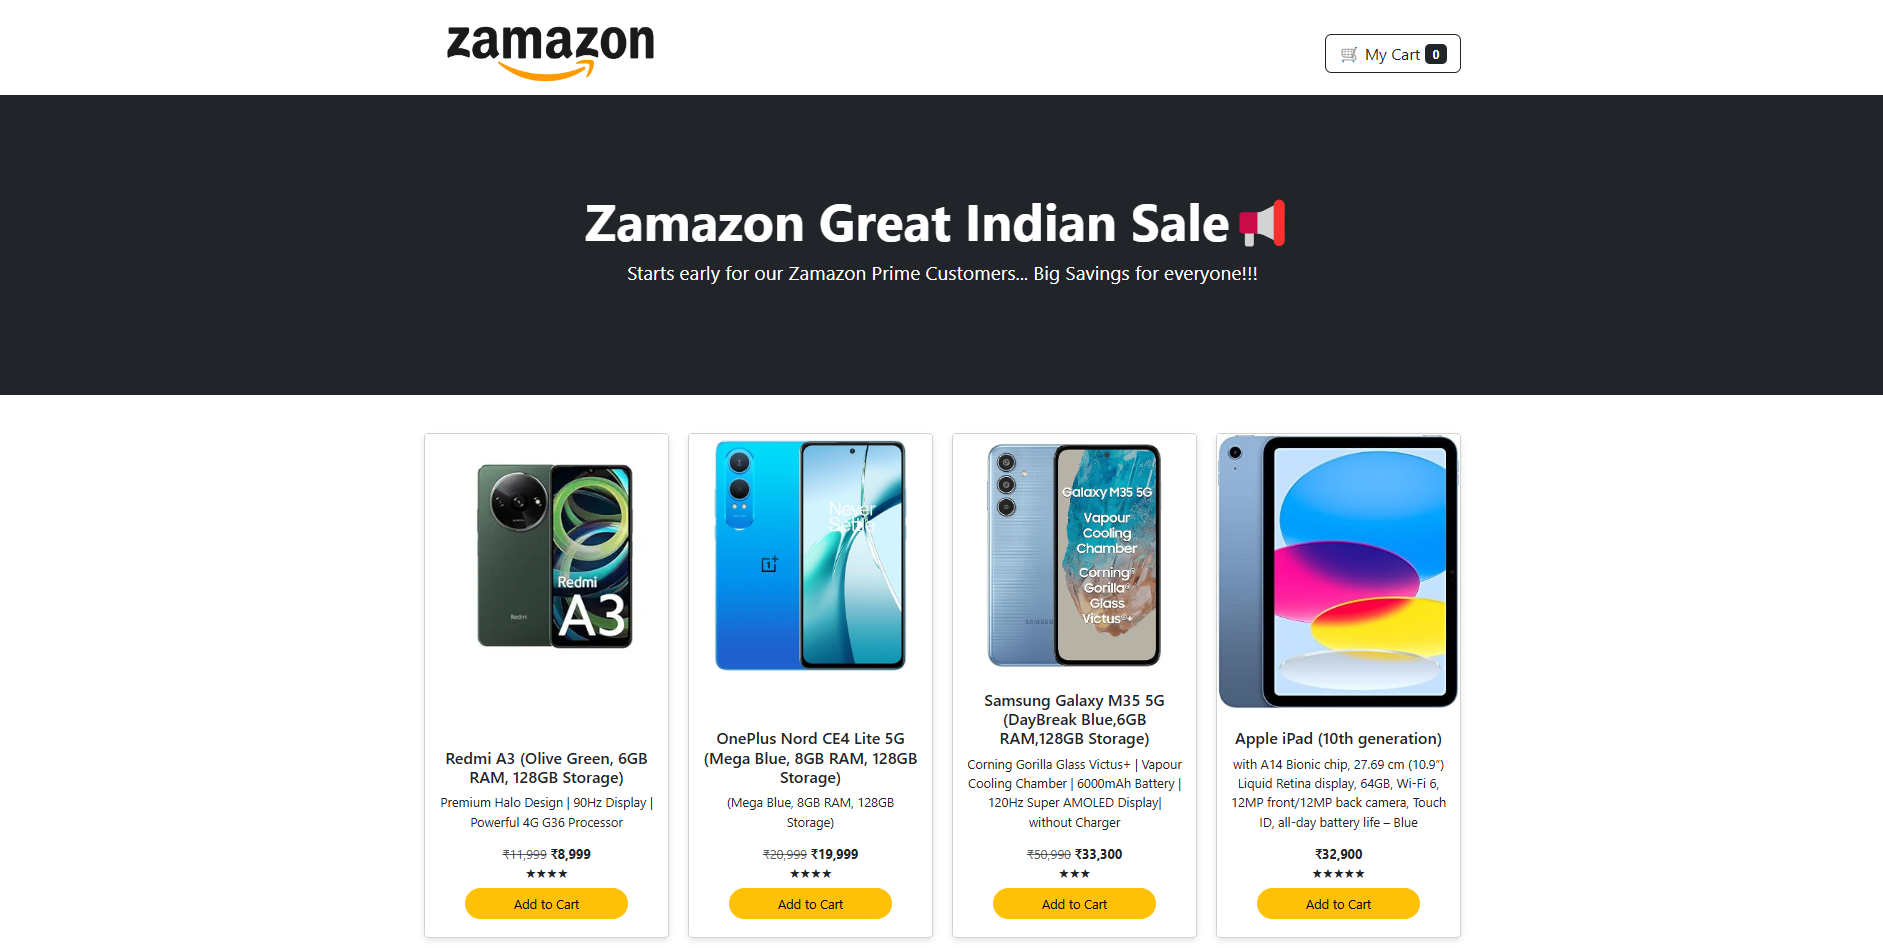 zamazon
My Cart 0
Zamazon Great Indian Sale
Starts early for our Zamazon Prime Customers... Big Savings for everyone!!!
Redmi
A3
Redmi
Redmi A3 (Olive Green, 6GB
RAM, 128GB Storage)
Premium Halo Design | 90Hz Display |
Powerful 4G G36 Processor
₹11,999 ₹8,999
★★★★
Add to Cart
Never
Settle
1+
OnePlus Nord CE4 Lite 5G
(Mega Blue, 8GB RAM, 128GB
Storage)
(Mega Blue, 8GB RAM, 128GB
Storage)
₹20,999 ₹19,999
★★★★
Add to Cart
Galaxy M35 5G
Vapour
Cooling
Chamber
Corning®
Gorilla®
Glass
Victus®+
SAMSUNG
Samsung Galaxy M35 5G
(DayBreak Blue,6GB
RAM,128GB Storage)
Corning Gorilla Glass Victus+ | Vapour
Cooling Chamber | 6000mAh Battery |
120Hz Super AMOLED Display|
without Charger
₹50,990 ₹33,300
★★★
Add to Cart
Apple iPad (10th generation)
with A14 Bionic chip, 27.69 cm (10.9″)
Liquid Retina display, 64GB, Wi-Fi 6,
12MP front/12MP back camera, Touch
ID, all-day battery life – Blue
₹32,900
★★★★★
Add to Cart